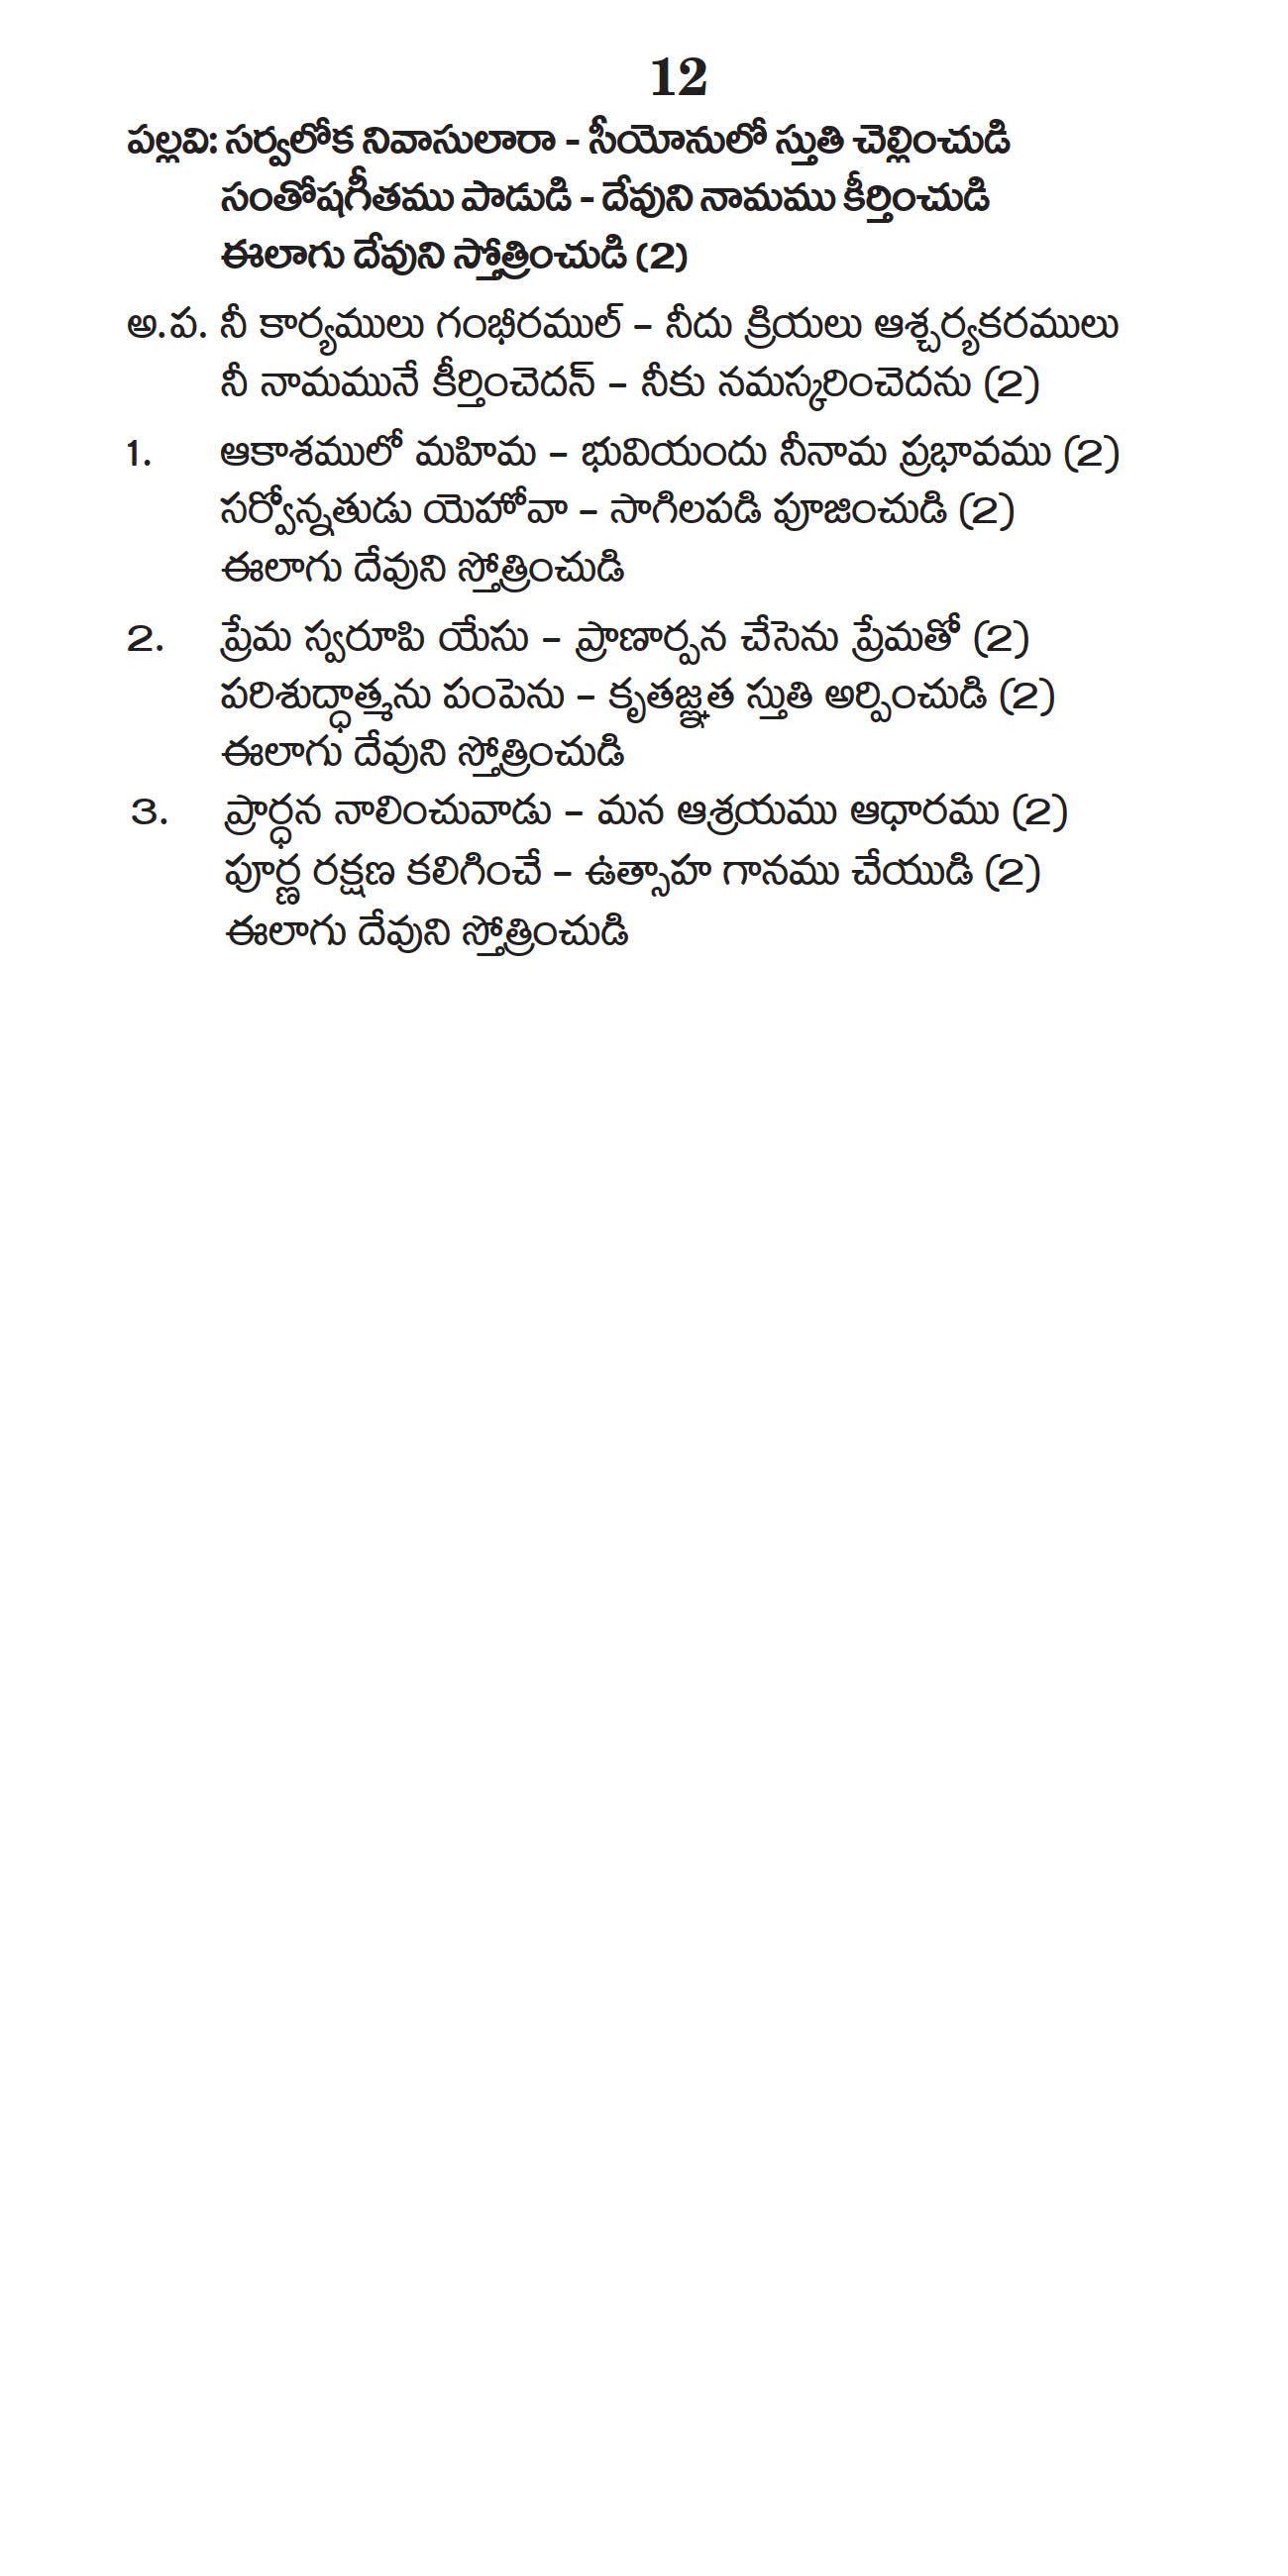 12
పల్లవి: సర్వలోక నివాసులారా - సీయోనులో స్తుతి చెల్లించుడి
సంతోషగీతము పాడుడి - దేవుని నామము కీర్తించుడి
ఈలాగు దేవుని స్తోత్రించుడి (2)
అ.ప. నీ కార్యములు గంభీరముల్ – నీదు క్రియలు ఆశ్చర్యకరములు
నీ నామమునే కీర్తించెదన్ – నీకు నమస్కరించెదను (2)
1. ఆకాశములో మహిమ – భువియందు నీనామ ప్రభావము (2)
సర్వోన్నతుడు యెహోవా – సాగిలపడి పూజించుడి (2)
ఈలాగు దేవుని స్తోత్రించుడి
2. ప్రేమ స్వరూపి యేసు – ప్రాణార్పన చేసెను ప్రేమతో (2)
పరిశుద్ధాత్మను పంపెను – కృతజ్ఞత స్తుతి అర్పించుడి (2)
ఈలాగు దేవుని స్తోత్రించుడి
3. ప్రార్ధన నాలించువాడు – మన ఆశ్రయము ఆధారము (2)
పూర్ణ రక్షణ కలిగించే – ఉత్సాహ గానము చేయుడి (2)
ఈలాగు దేవుని స్తోత్రించుడి